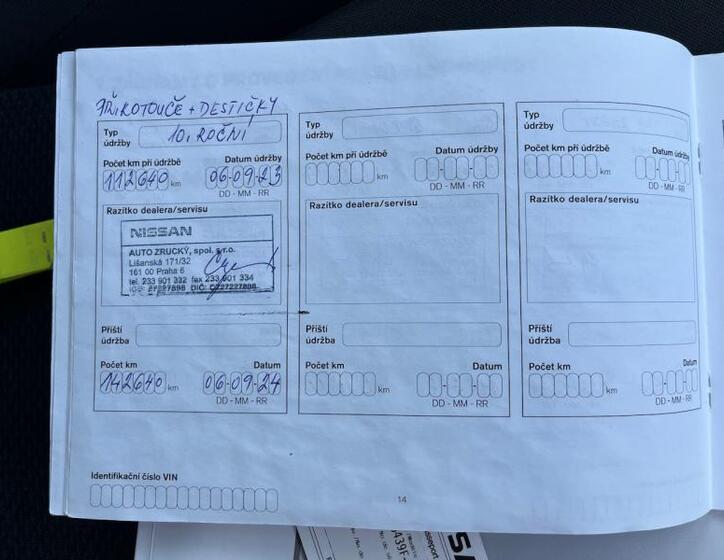 PŘ. KOTOUČE + DESTIČKY
Typ údržby 10. ROČNÍ
Počet km při údržbě Datum údržby
112640 km 06-09-23
DD - MM - RR
Razítko dealera/servisu
NISSAN
AUTO ZRUCKÝ, spol. s.r.o.
Lišanská 171/32
161 00 Praha 6
tel. 233 901 332 fax 233 901 334
DIČ:
Příští údržba
Počet km Datum
142640 km 06-09-24
DD - MM - RR
Typ údržby
Počet km při údržbě Datum údržby
km
DD - MM - RR
Razítko dealera/servisu
Příští údržba
Počet km Datum
km
DD - MM - RR
Typ údržby
Počet km při údržbě Datum údržby
km
DD - MM - RR
Razítko dealera/servisu
Příští údržba
Počet km Datum
km
DD - MM - RR
Identifikační číslo VIN
14